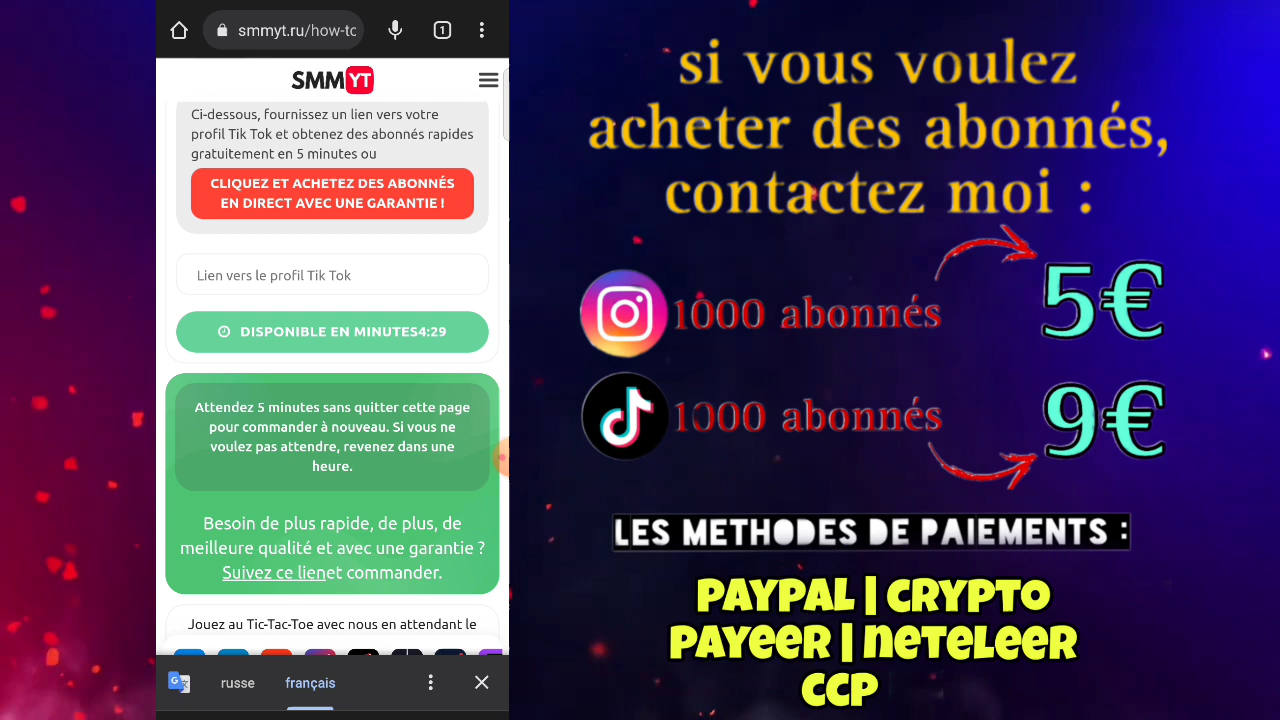 smmyt.ru/how-to
1
SMMYT
Ci-dessous, fournissez un lien vers votre
profil Tik Tok et obtenez des abonnés rapides
gratuitement en 5 minutes ou
CLIQUEZ ET ACHETEZ DES ABONNÉS
EN DIRECT AVEC UNE GARANTIE !
Lien vers le profil Tik Tok
DISPONIBLE EN MINUTES4:29
Attendez 5 minutes sans quitter cette page
pour commander à nouveau. Si vous ne
voulez pas attendre, revenez dans une
heure.
Besoin de plus rapide, de plus, de
meilleure qualité et avec une garantie ?
Suivez ce lienet commander.
Jouez au Tic-Tac-Toe avec nous en attendant le
russe
français
si vous voulez
acheter des abonnés,
contactez moi :
1000 abonnés
5€
1000 abonnés
9€
LES METHODES DE PAIEMENTS :
PAYPAL | CRYPTO
PAYEER | NETELEER
CCP